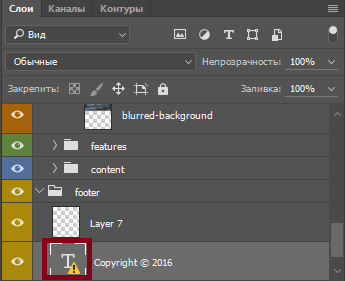 Слои Каналы Контуры
Вид T
Обычные Непрозрачность: 100%
Закрепить: Заливка: 100%
blurred-background
features
content
footer
Layer 7
T Copyright © 2016